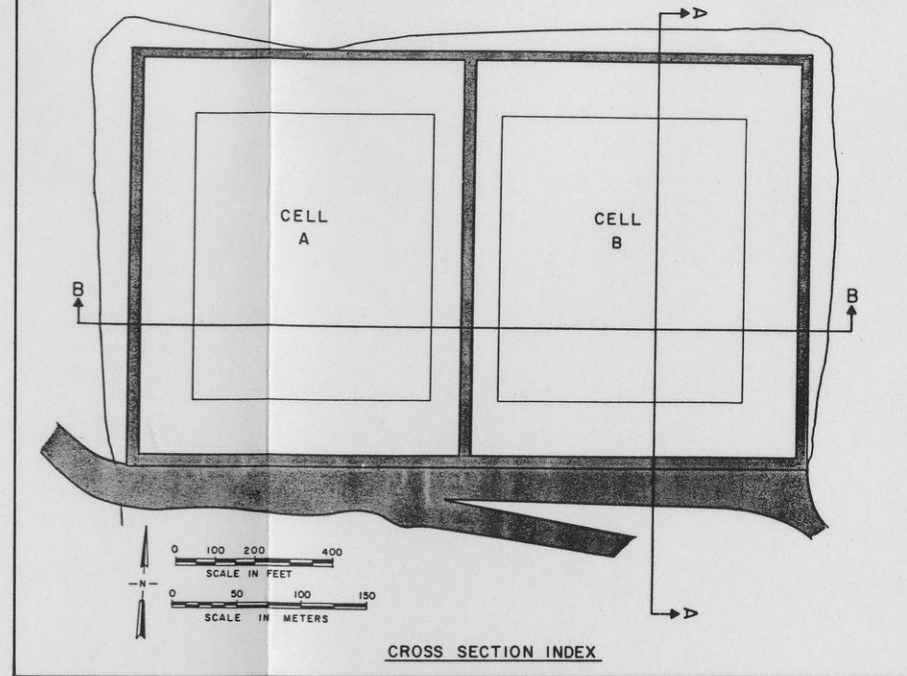 A
CELL
A
CELL
B
B
B
0 100 200 400
SCALE IN FEET
N
0 50 100 150
SCALE IN METERS
A
CROSS SECTION INDEX